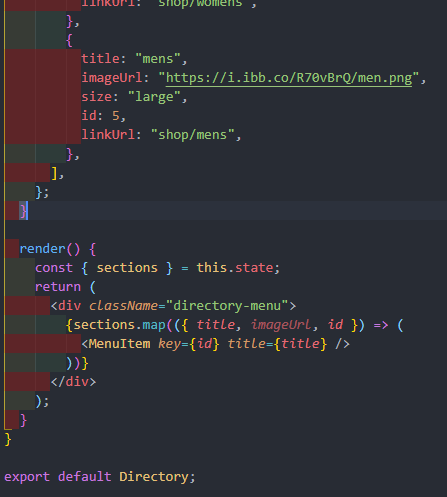 linkUrl: "shop/womens",
},
{
title: "mens",
imageUrl: "https://i.ibb.co/R70vBrQ/men.png",
size: "large",
id: 5,
linkUrl: "shop/mens",
},
],
};
}
render() {
const { sections } = this.state;
return (
<div className="directory-menu">
{sections.map(({ title, imageUrl, id }) => (
<MenuItem key={id} title={title} />
))}
</div>
);
}
}
export default Directory;